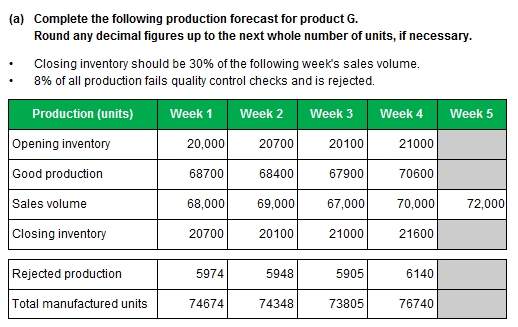 (a) Complete the following production forecast for product G.
Round any decimal figures up to the next whole number of units, if necessary.
• Closing inventory should be 30% of the following week's sales volume.
• 8% of all production fails quality control checks and is rejected.
Production (units) Week 1 Week 2 Week 3 Week 4 Week 5
Opening inventory 20,000 20700 20100 21000
Good production 68700 68400 67900 70600
Sales volume 68,000 69,000 67,000 70,000 72,000
Closing inventory 20700 20100 21000 21600
Rejected production 5974 5948 5905 6140
Total manufactured units 74674 74348 73805 76740